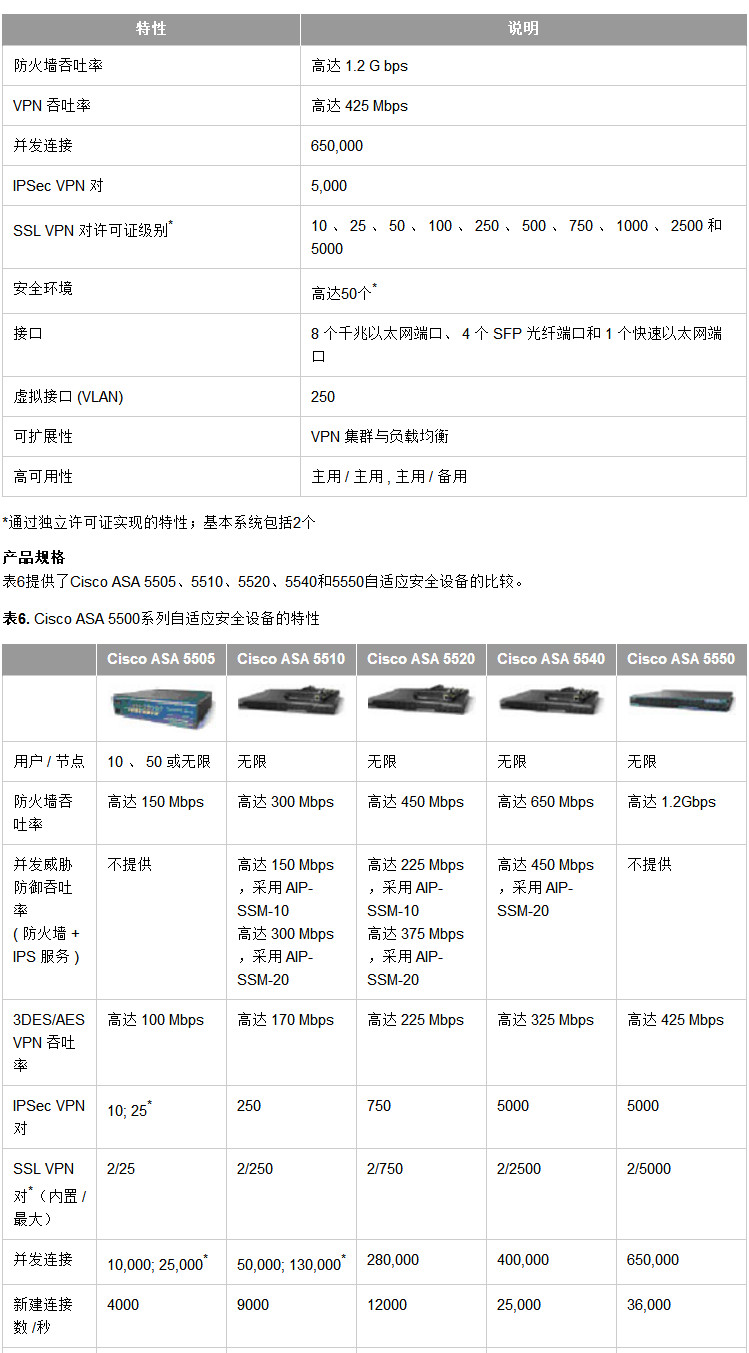 特性 说明
防火墙吞吐率 高达 1.2 G bps
VPN 吞吐率 高达 425 Mbps
并发连接 650,000
IPSec VPN 对 5,000
SSL VPN 对许可证级别* 10 、 25 、 50 、 100 、 250 、 500 、 750 、 1000 、 2500 和
5000
安全环境 高达50个*
接口 8 个千兆以太网端口、 4 个 SFP 光纤端口和 1 个快速以太网端
口
虚拟接口 (VLAN) 250
可扩展性 VPN 集群与负载均衡
高可用性 主用 / 主用 , 主用 / 备用
*通过独立许可证实现的特性；基本系统包括2个
产品规格
表6提供了Cisco ASA 5505、5510、5520、5540和5550自适应安全设备的比较。
表6. Cisco ASA 5500系列自适应安全设备的特性
Cisco ASA 5505 Cisco ASA 5510 Cisco ASA 5520 Cisco ASA 5540 Cisco ASA 5550
用户 / 节点 10 、 50 或无限 无限 无限 无限 无限
防火墙吞 高达 150 Mbps 高达 300 Mbps 高达 450 Mbps 高达 650 Mbps 高达 1.2Gbps
吐率
并发威胁 不提供 高达 150 Mbps 高达 225 Mbps 高达 450 Mbps 不提供
防御吞吐 ，采用 AIP- ，采用 AIP- ，采用 AIP-
率 SSM-10 SSM-10 SSM-20
( 防火墙 + 高达 300 Mbps 高达 375 Mbps
IPS 服务 ) ，采用 AIP- ，采用 AIP-
SSM-20 SSM-20
3DES/AES 高达 100 Mbps 高达 170 Mbps 高达 225 Mbps 高达 325 Mbps 高达 425 Mbps
VPN 吞吐
率
IPSec VPN 10; 25* 250 750 5000 5000
对
SSL VPN 2/25 2/250 2/750 2/2500 2/5000
对*（内置 /
最大）
并发连接 10,000; 25,000* 50,000; 130,000* 280,000 400,000 650,000
新建连接 4000 9000 12000 25,000 36,000
数 /秒